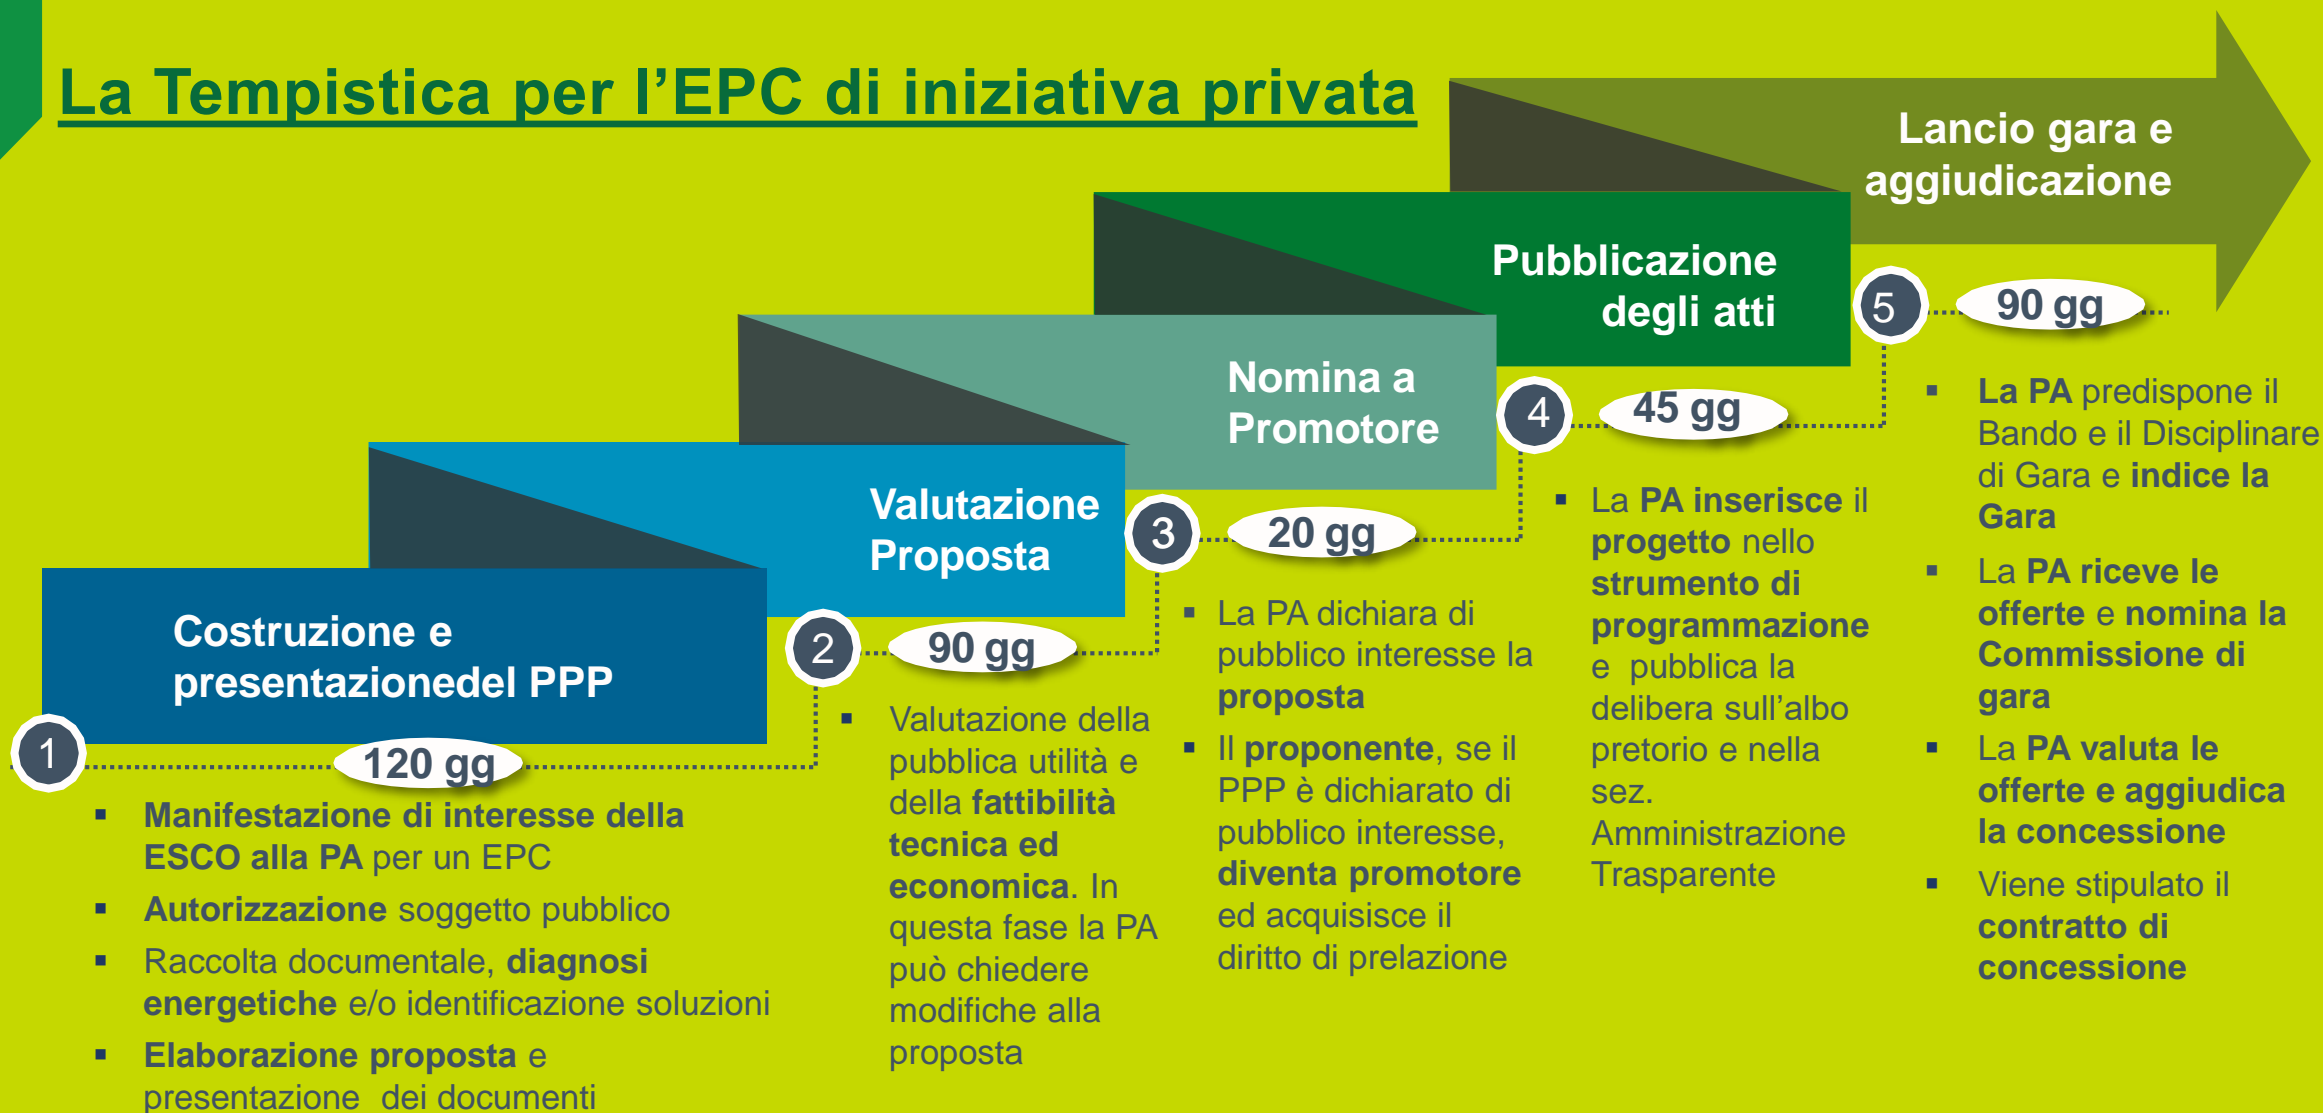 La Tempistica per l’EPC di iniziativa privata
1
Costruzione e
presentazionedel PPP
120 gg
▪ Manifestazione di interesse della
ESCO alla PA per un EPC
▪ Autorizzazione soggetto pubblico
▪ Raccolta documentale, diagnosi
energetiche e/o identificazione soluzioni
▪ Elaborazione proposta e
presentazione dei documenti
2
Valutazione
Proposta
90 gg
▪ Valutazione della
pubblica utilità e
della fattibilità
tecnica ed
economica. In
questa fase la PA
può chiedere
modifiche alla
proposta
3
Nomina a
Promotore
20 gg
▪ La PA dichiara di
pubblico interesse la
proposta
▪ Il proponente, se il
PPP è dichiarato di
pubblico interesse,
diventa promotore
ed acquisisce il
diritto di prelazione
4
Pubblicazione
degli atti
45 gg
▪ La PA inserisce il
progetto nello
strumento di
programmazione
e pubblica la
delibera sull’albo
pretorio e nella
sez.
Amministrazione
Trasparente
5
Lancio gara e
aggiudicazione
90 gg
▪ La PA predispone il
Bando e il Disciplinare
di Gara e indice la
Gara
▪ La PA riceve le
offerte e nomina la
Commissione di
gara
▪ La PA valuta le
offerte e aggiudica
la concessione
▪ Viene stipulato il
contratto di
concessione